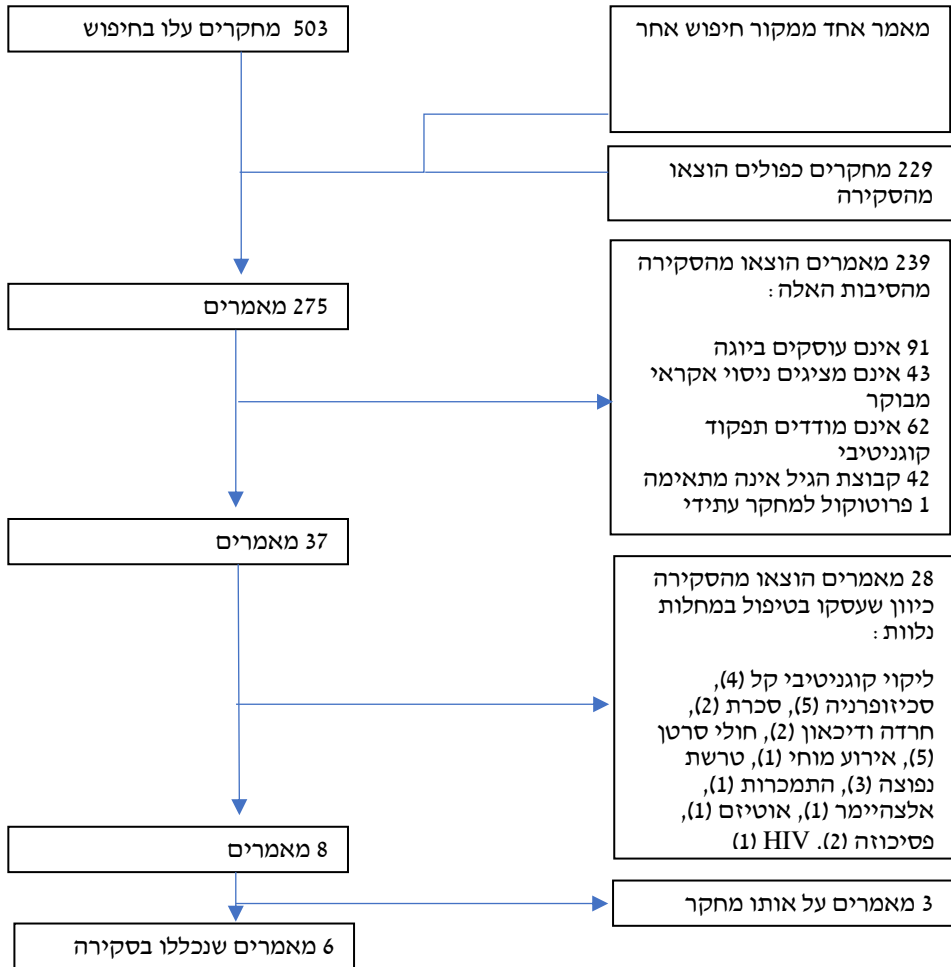 503 מחקרים עלו בחיפוש
מאמר אחד ממקור חיפוש אחר
229 מחקרים כפולים הוצאו
מהסקירה
275 מאמרים
239 מאמרים הוצאו מהסקירה
מהסיבות האלה:
91 אינם עוסקים ביוגה
43 אינם מציגים ניסוי אקראי
מבוקר
62 אינם מודדים תפקוד
קוגניטיבי
42 קבוצת הגיל אינה מתאימה
1 פרוטוקול למחקר עתידי
37 מאמרים
28 מאמרים הוצאו מהסקירה
כיוון שעסקו בטיפול במחלות
נלוות:
ליקוי קוגניטיבי קל (4),
סכיזופרניה (5), סכרת (2),
חרדה ודיכאון (2), חולי סרטן
(5), אירוע מוחי (1), טרשת
נפוצה (3), התמכרות (1),
אלצהיימר (1), אוטיזם (1),
פסיכוזה (2). HIV (1)
8 מאמרים
3 מאמרים על אותו מחקר
6 מאמרים שנכללו בסקירה